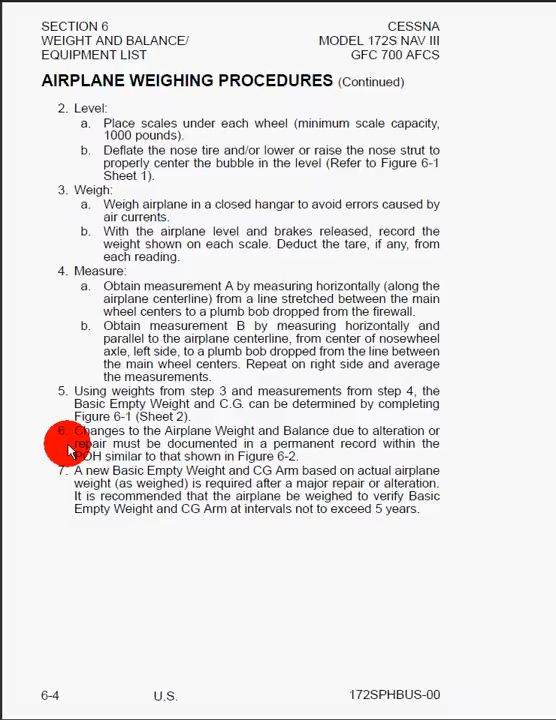 SECTION 6
WEIGHT AND BALANCE/
EQUIPMENT LIST
CESSNA
MODEL 172S NAV III
GFC 700 AFCS
AIRPLANE WEIGHING PROCEDURES (Continued)
2. Level:
a. Place scales under each wheel (minimum scale capacity,
1000 pounds).
b. Deflate the nose tire and/or lower or raise the nose strut to
properly center the bubble in the level (Refer to Figure 6-1
Sheet 1).
3. Weigh:
a. Weigh airplane in a closed hangar to avoid errors caused by
air currents.
b. With the airplane level and brakes released, record the
weight shown on each scale. Deduct the tare, if any, from
each reading.
4. Measure:
a. Obtain measurement A by measuring horizontally (along the
airplane centerline) from a line stretched between the main
wheel centers to a plumb bob dropped from the firewall.
b. Obtain measurement B by measuring horizontally and
parallel to the airplane centerline, from center of nosewheel
axle, left side, to a plumb bob dropped from the line between
the main wheel centers. Repeat on right side and average
the measurements.
5. Using weights from step 3 and measurements from step 4, the
Basic Empty Weight and C.G. can be determined by completing
Figure 6-1 (Sheet 2).
6. Changes to the Airplane Weight and Balance due to alteration or
repair must be documented in a permanent record within the
POH similar to that shown in Figure 6-2.
7. A new Basic Empty Weight and CG Arm based on actual airplane
weight (as weighed) is required after a major repair or alteration.
It is recommended that the airplane be weighed to verify Basic
Empty Weight and CG Arm at intervals not to exceed 5 years.
6-4
U.S.
172SPHBUS-00